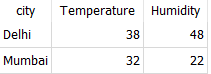 city Temperature Humidity
Delhi 38 48
Mumbai 32 22